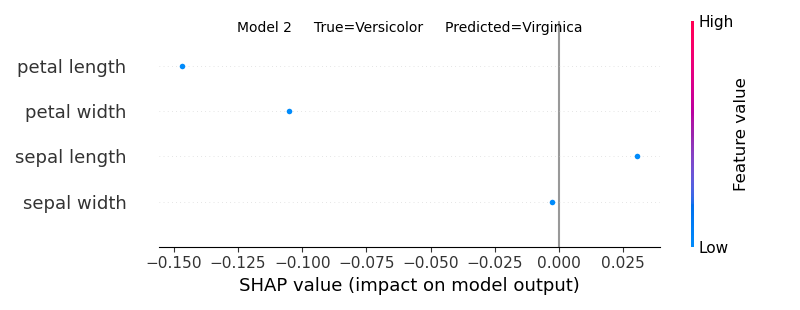 Model 2 True=Versicolor Predicted=Virginica
High
petal length
petal width
sepal length
sepal width
Feature value
Low
−0.150 −0.125 −0.100 −0.075 −0.050 −0.025 0.000 0.025
SHAP value (impact on model output)